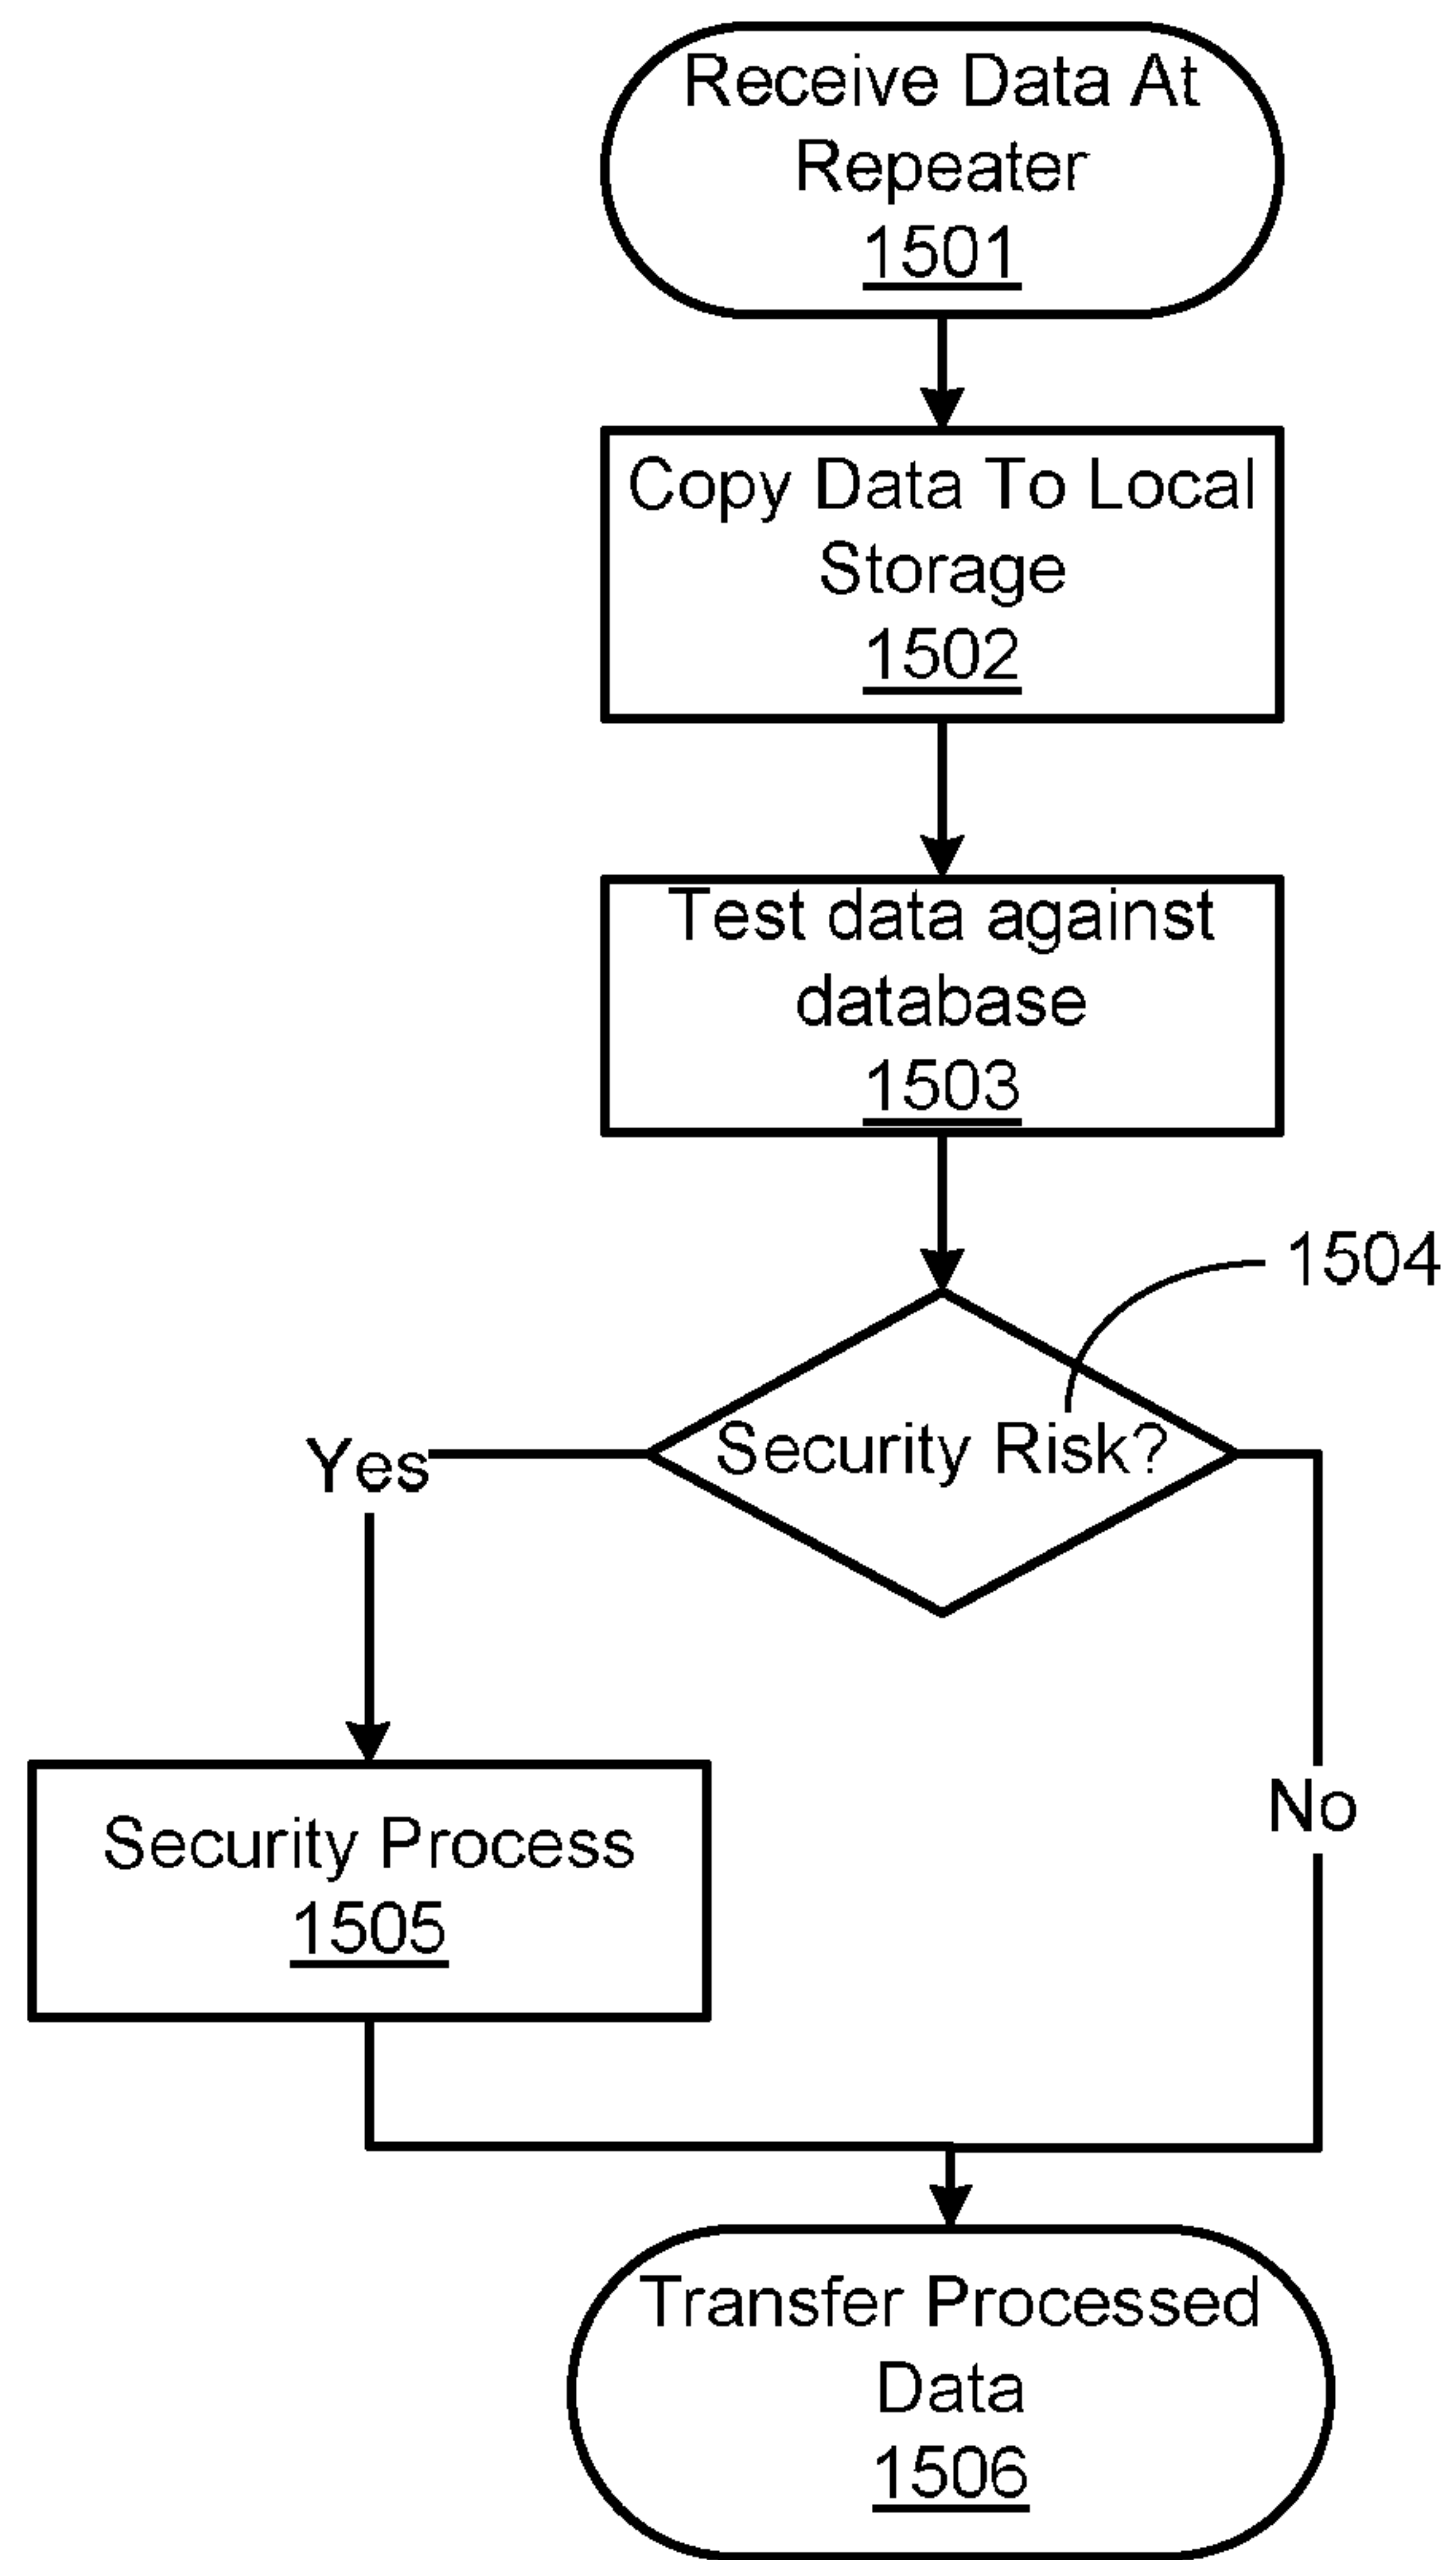 Receive Data At
Repeater
1501
Copy Data To Local
Storage
1502
Test data against
database
1503
1504
Security Risk?
Yes
No
Security Process
1505
Transfer Processed
Data
1506